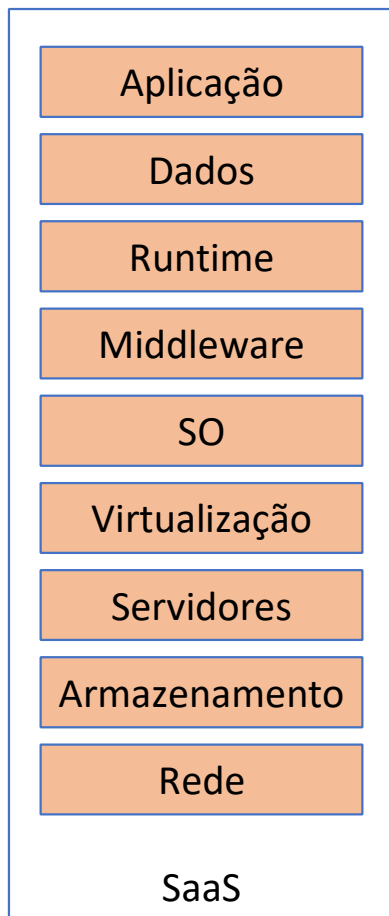 Aplicação
Dados
Runtime
Middleware
SO
Virtualização
Servidores
Armazenamento
Rede
SaaS